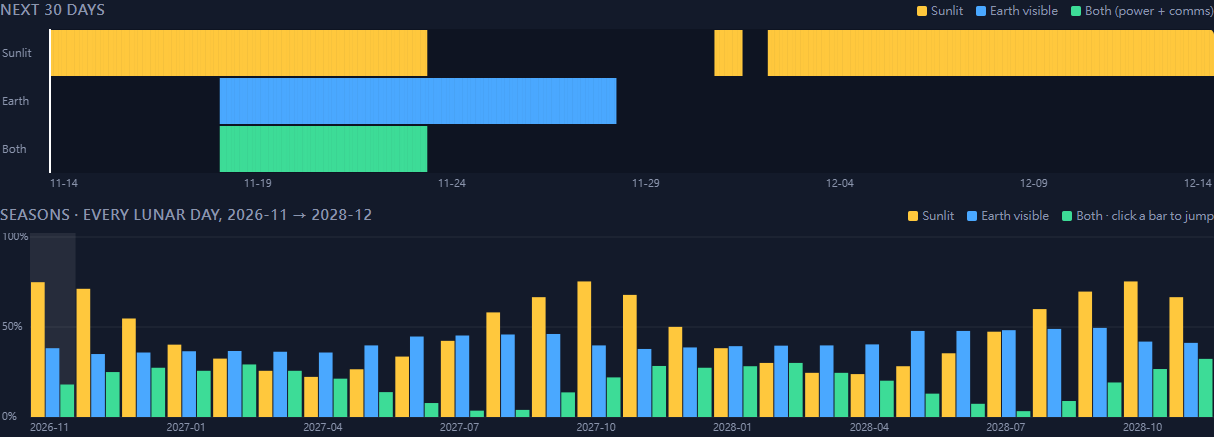 NEXT 30 DAYS
Sunlit Earth visible Both (power + comms)
Sunlit
Earth
Both
11-14 11-19 11-24 11-29 12-04 12-09 12-14
SEASONS · EVERY LUNAR DAY, 2026-11 → 2028-12
Sunlit Earth visible Both · click a bar to jump
100%
50%
0%
2026-11 2027-01 2027-04 2027-07 2027-10 2028-01 2028-04 2028-07 2028-10